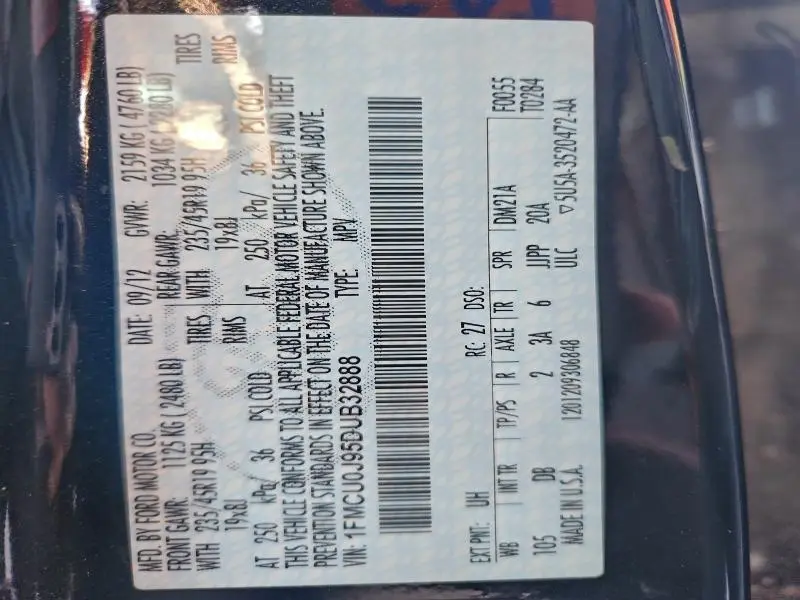 MFD. BY FORD MOTOR CO.
DATE: 09/12 GVWR: 2159 KG ( 4760 LB)
FRONT GAWR: 1125 KG ( 2480 LB) REAR GAWR: 1034 KG ( 2280 LB)
WITH 235/45R19 95H TIRES WITH 235/45R19 95H TIRES
19x8J RIMS 19x8J RIMS
AT 250 kPa/ 36 PSI COLD AT 250 kPa/ 36 PSI COLD
THIS VEHICLE CONFORMS TO ALL APPLICABLE FEDERAL MOTOR VEHICLE SAFETY AND THEFT
PREVENTION STANDARDS IN EFFECT ON THE DATE OF MANUFACTURE SHOWN ABOVE.
VIN: 1FMCU0J95DUB32888 TYPE: MPV
EXT PNT: UH RC: 27 DSO:
WB INT TR TP/PS R AXLE TR SPR DM21A F0055
105 DB 2 3A 6 JJPP 20A T0284
MADE IN U.S.A. 1201209306848 ULC ▽5U5A-3520472-AA